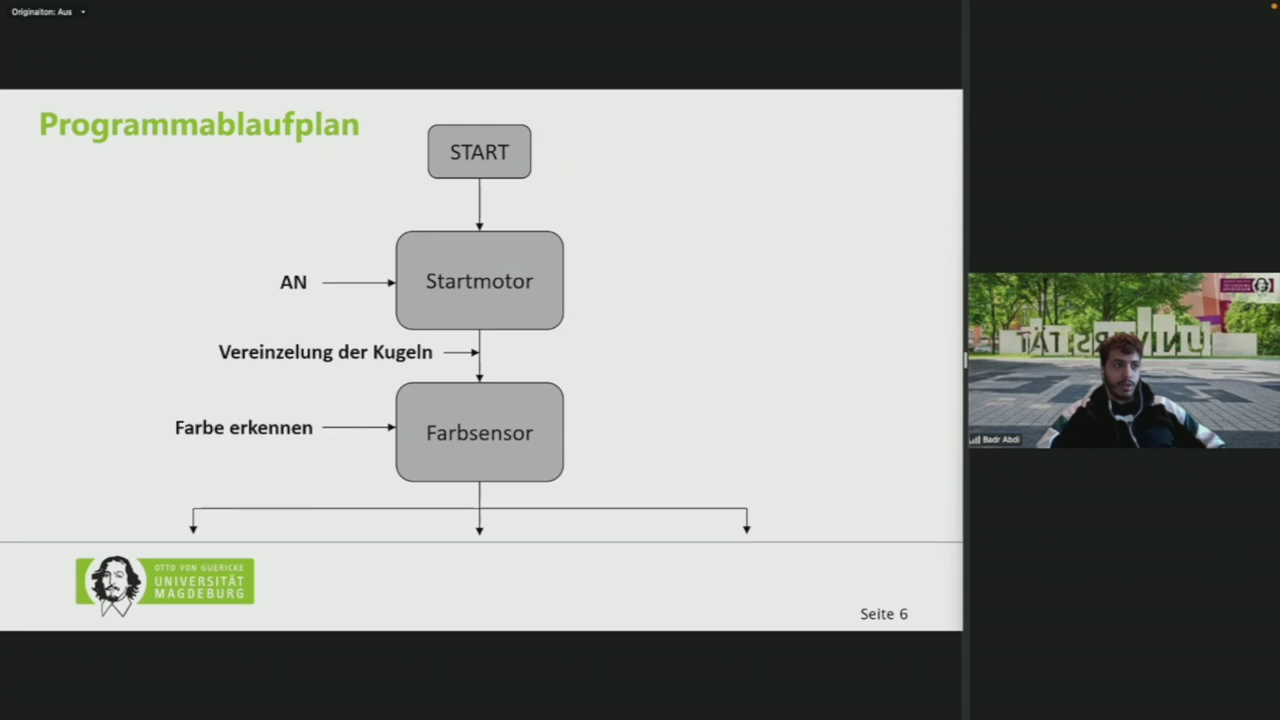 Originalton: Aus
Programmablaufplan
START
AN
Startmotor
Vereinzelung der Kugeln
Farbe erkennen
Farbsensor
OTTO VON GUERICKE
UNIVERSITÄT
MAGDEBURG
Seite 6
UNIVERSITÄT
Badr Abdi